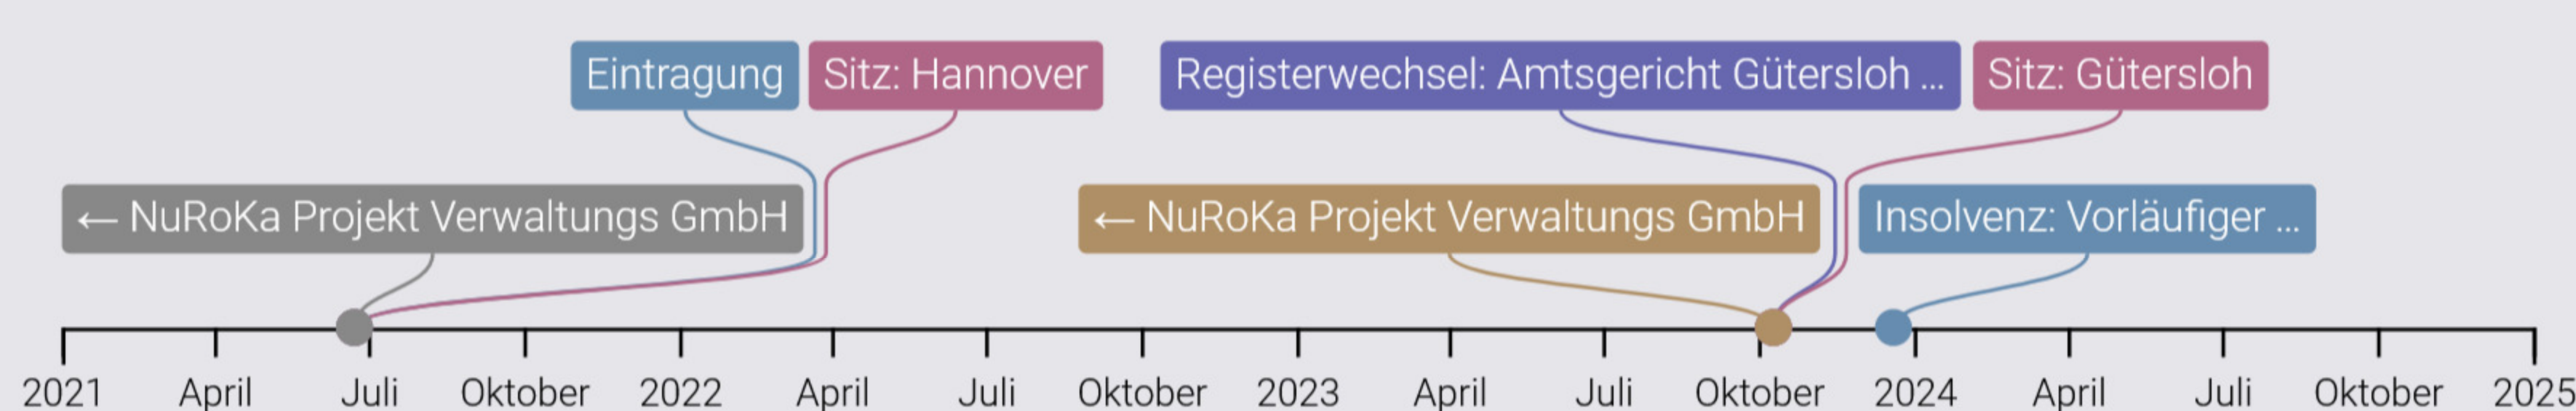 Eintragung
Sitz: Hannover
Registerwechsel: Amtsgericht Gütersloh ...
Sitz: Gütersloh
← NuRoKa Projekt Verwaltungs GmbH
← NuRoKa Projekt Verwaltungs GmbH
Insolvenz: Vorläufiger ...
2021 April Juli Oktober 2022 April Juli Oktober 2023 April Juli Oktober 2024 April Juli Oktober 2025